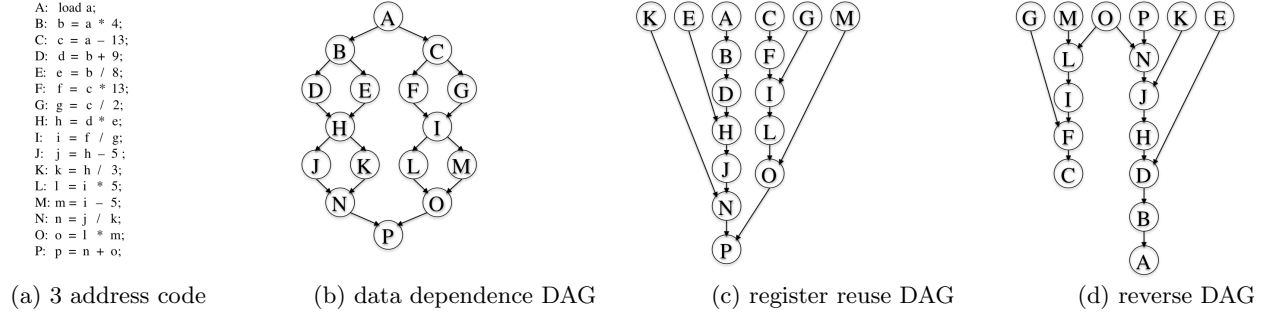 A: load a;
B: b = a * 4;
C: c = a – 13;
D: d = b + 9;
E: e = b / 8;
F: f = c * 13;
G: g = c / 2;
H: h = d * e;
I: i = f / g;
J: j = h – 5 ;
K: k = h / 3;
L: l = i * 5;
M: m = i – 5;
N: n = j / k;
O: o = l * m;
P: p = n + o;
(a) 3 address code
A
B C
D E F G
H I
J K L M
N O
P
(b) data dependence DAG
K E A C G M
B F
D I
H L
J O
N
P
(c) register reuse DAG
G M O P K E
L N
I J
F H
C D
B
A
(d) reverse DAG